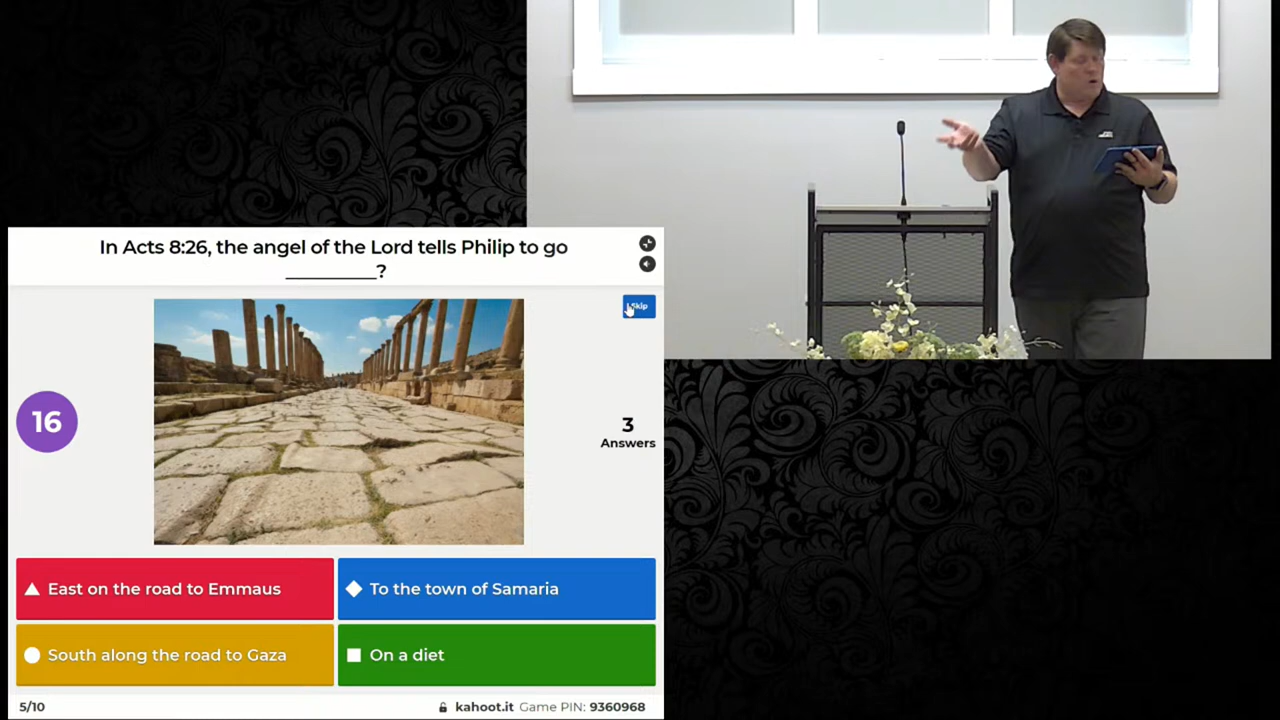 In Acts 8:26, the angel of the Lord tells Philip to go
_________?
Skip
16
3
Answers
East on the road to Emmaus
To the town of Samaria
South along the road to Gaza
On a diet
5/10
kahoot.it Game PIN: 9360968